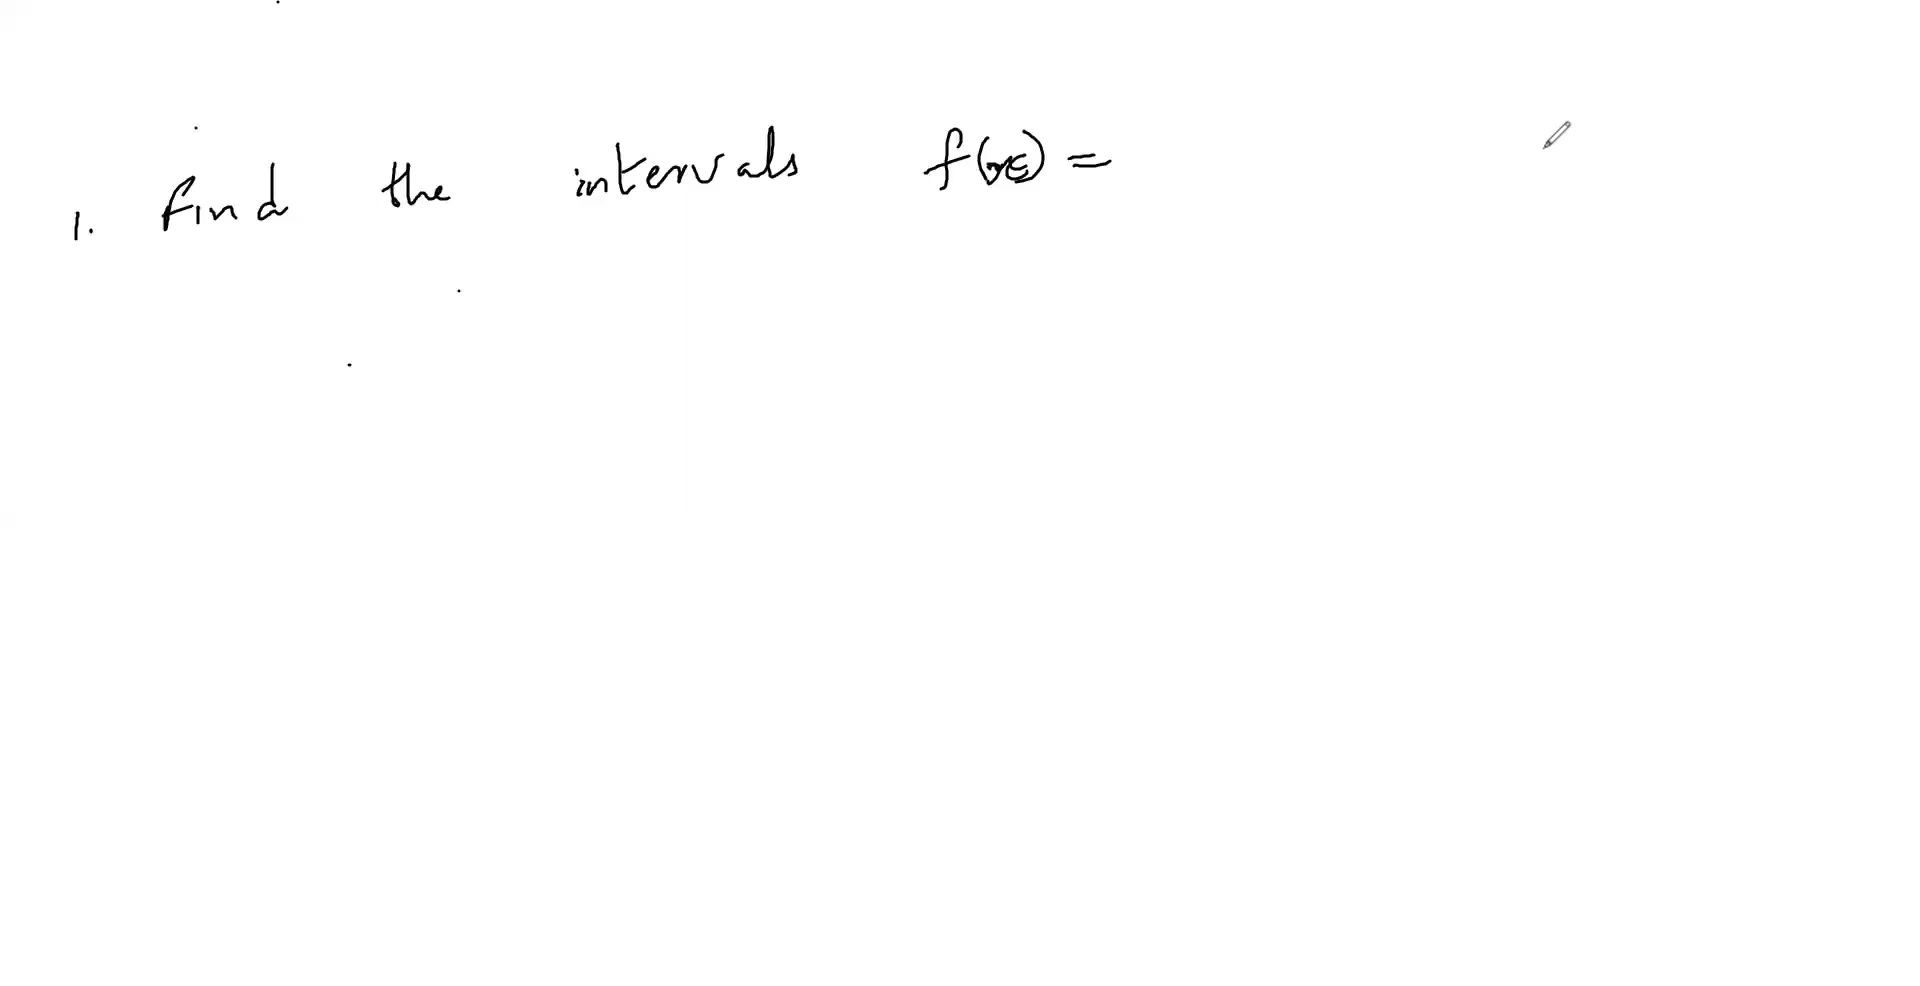 1. Find the intervals f(x) =